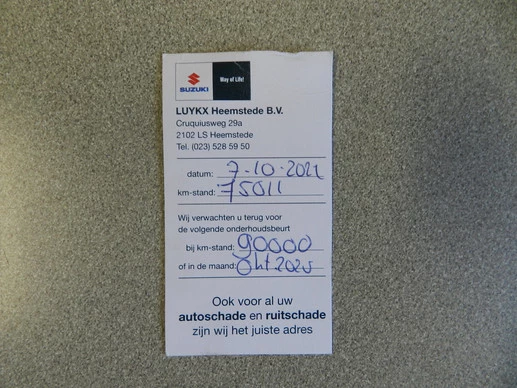 SUZUKI
Way of Life!
LUYKX Heemstede B.V.
Cruquiusweg 29a
2102 LS Heemstede
Tel. (023) 528 59 50
datum: 7-10-202
km-stand: 75011
Wij verwachten u terug voor
de volgende onderhoudsbeurt
bij km-stand: 90000
of in de maand: Okt 202
Ook voor al uw
autoschade en ruitschade
zijn wij het juiste adres